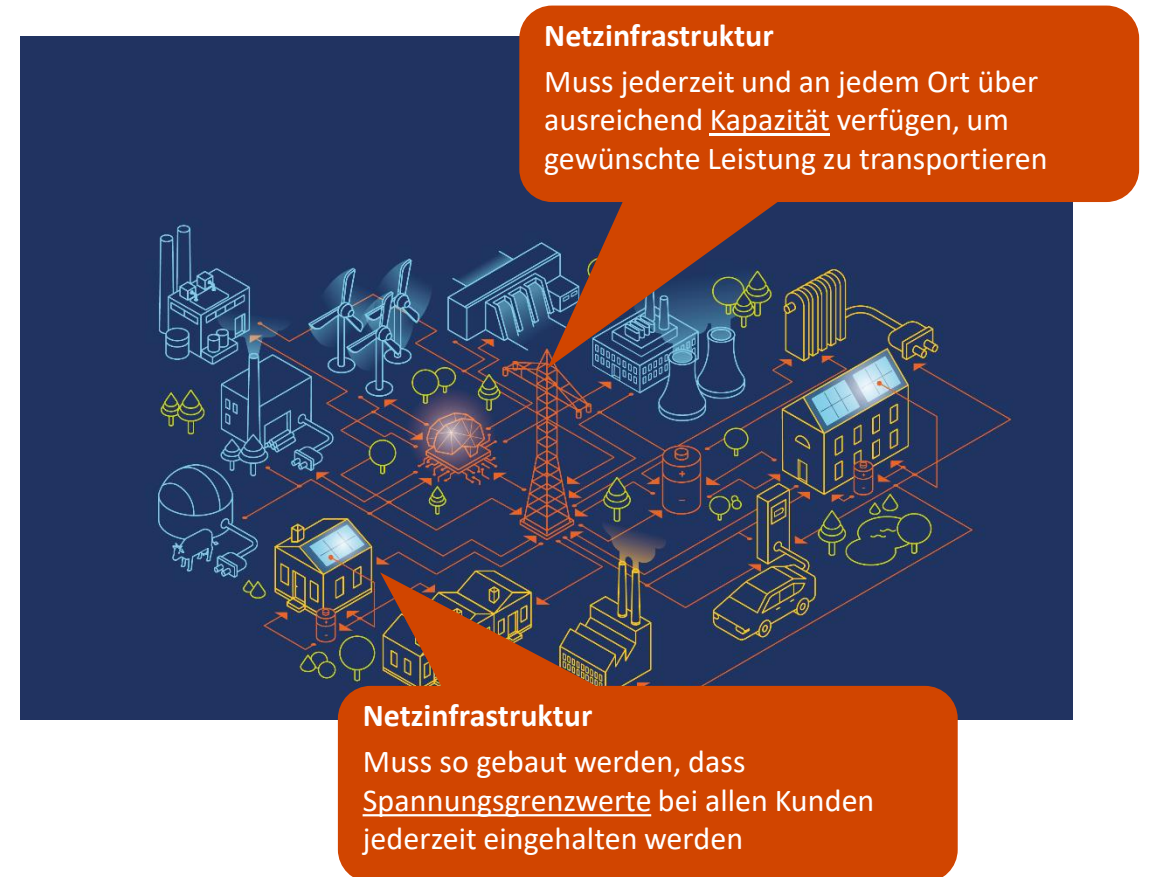 Netzinfrastruktur
Muss jederzeit und an jedem Ort über
ausreichend Kapazität verfügen, um
gewünschte Leistung zu transportieren
Netzinfrastruktur
Muss so gebaut werden, dass
Spannungsgrenzwerte bei allen Kunden
jederzeit eingehalten werden